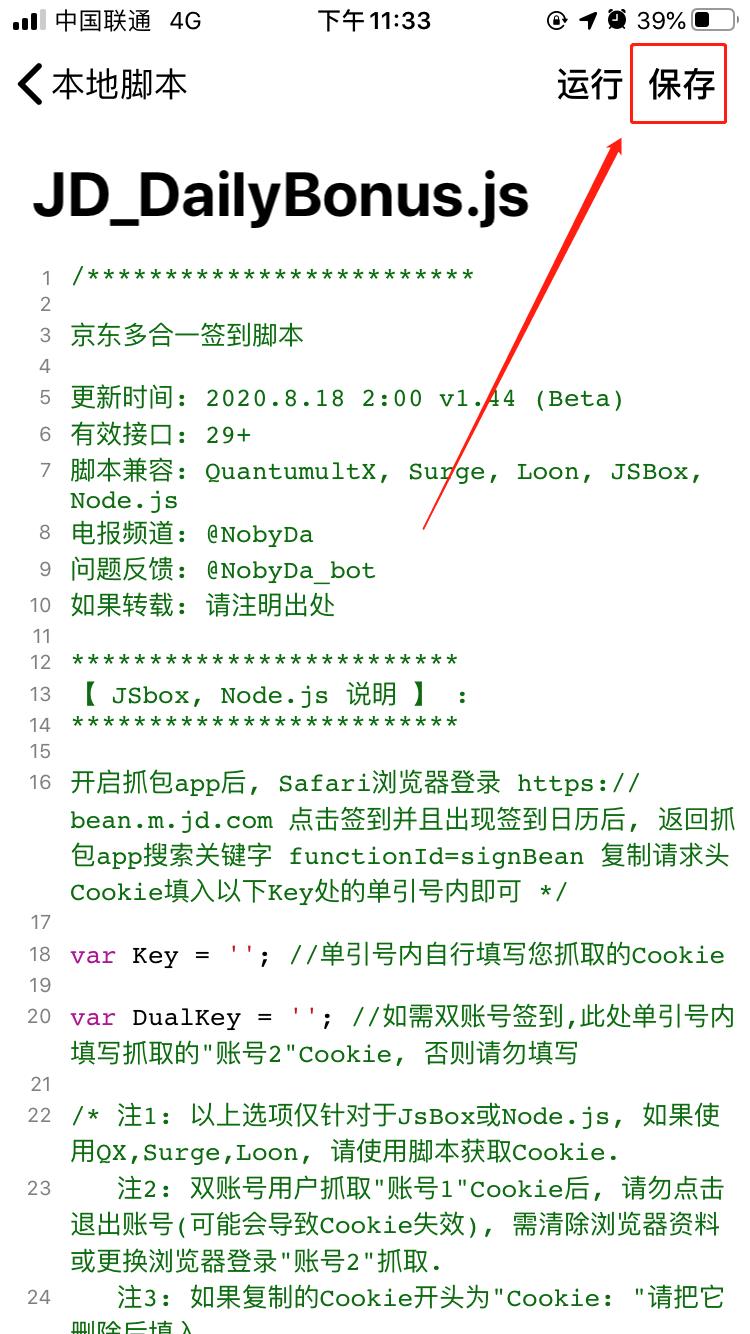 中国联通 4G 下午11:33 39%
本地脚本 运行 保存
JD_DailyBonus.js
1 /*************************
2
3 京东多合一签到脚本
4
5 更新时间: 2020.8.18 2:00 v1.44 (Beta)
6 有效接口: 29+
7 脚本兼容: QuantumultX, Surge, Loon, JSBox,
Node.js
8 电报频道: @NobyDa
9 问题反馈: @NobyDa_bot
10 如果转载: 请注明出处
11
12 *************************
13 【 JSbox, Node.js 说明 】 :
14 *************************
15
16 开启抓包app后, Safari浏览器登录 https://
bean.m.jd.com 点击签到并且出现签到日历后, 返回抓
包app搜索关键字 functionId=signBean 复制请求头
Cookie填入以下Key处的单引号内即可 */
17
18 var Key = ''; //单引号内自行填写您抓取的Cookie
19
20 var DualKey = ''; //如需双账号签到,此处单引号内
填写抓取的"账号2"Cookie, 否则请勿填写
21
22 /* 注1: 以上选项仅针对于JsBox或Node.js, 如果使
用QX,Surge,Loon, 请使用脚本获取Cookie.
23 注2: 双账号用户抓取"账号1"Cookie后, 请勿点击
退出账号(可能会导致Cookie失效), 需清除浏览器资料
或更换浏览器登录"账号2"抓取.
24 注3: 如果复制的Cookie开头为"Cookie: "请把它
删除后填入